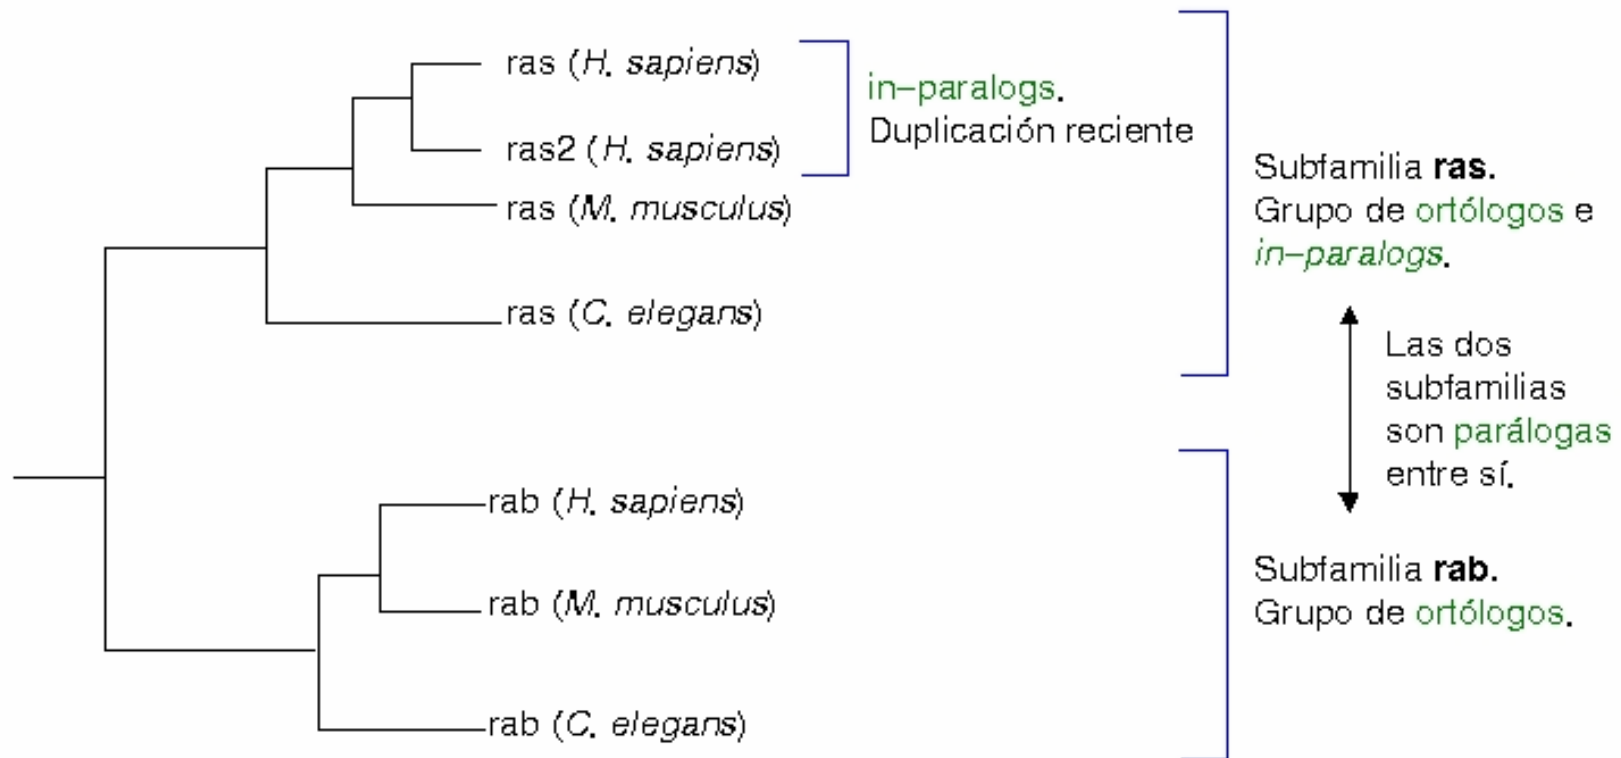 ras (H. sapiens)
ras2 (H. sapiens)
ras (M. musculus)
ras (C. elegans)
in-paralogs.
Duplicación reciente
Subfamilia ras.
Grupo de ortólogos e
in-paralogs.
Las dos
subfamilias
son parálogas
entre sí.
rab (H. sapiens)
rab (M. musculus)
rab (C. elegans)
Subfamilia rab.
Grupo de ortólogos.